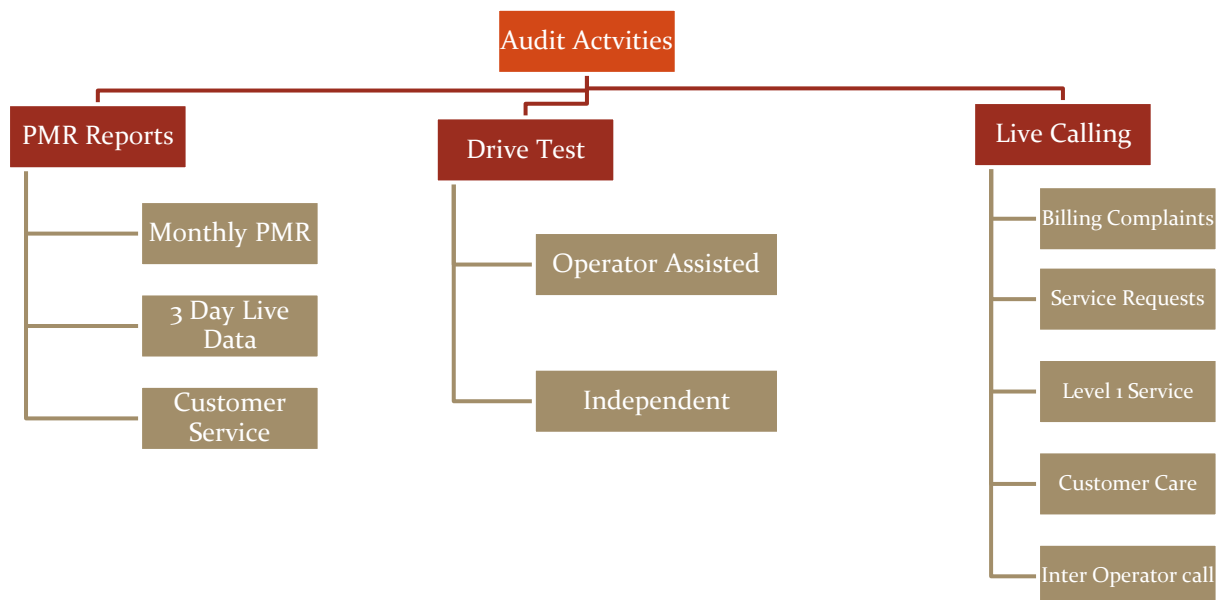 Audit Actvities
PMR Reports
Monthly PMR
3 Day Live
Data
Customer
Service
Drive Test
Operator Assisted
Independent
Live Calling
Billing Complaints
Service Requests
Level 1 Service
Customer Care
Inter Operator call